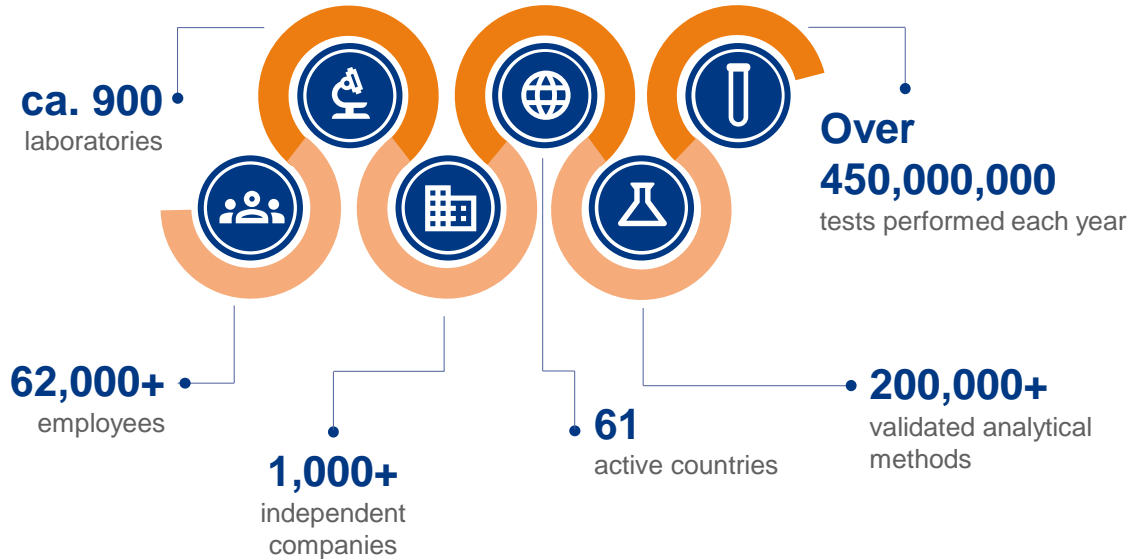 ca. 900
laboratories
Over
450,000,000
tests performed each year
62,000+
employees
1,000+
independent
companies
61
active countries
200,000+
validated analytical
methods